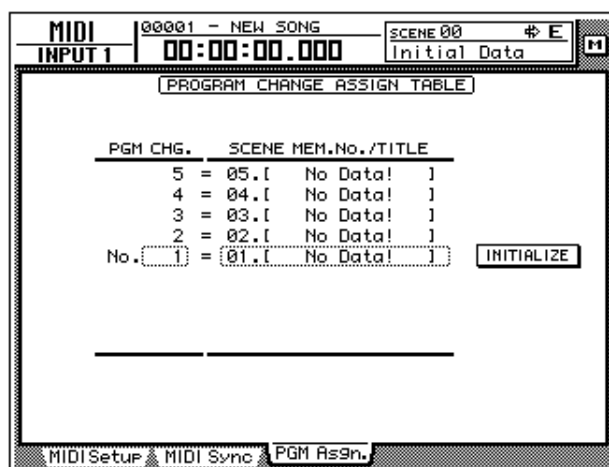 MIDI
INPUT 1
00001 - NEW SONG
00:00:00.000
SCENE 00 E
Initial Data
M
PROGRAM CHANGE ASSIGN TABLE
PGM CHG. SCENE MEM.No./TITLE
5 = 05.[ No Data! ]
4 = 04.[ No Data! ]
3 = 03.[ No Data! ]
2 = 02.[ No Data! ]
No. 1 = 01.[ No Data! ] INITIALIZE
MIDI Setup MIDI Sync PGM Asgn.